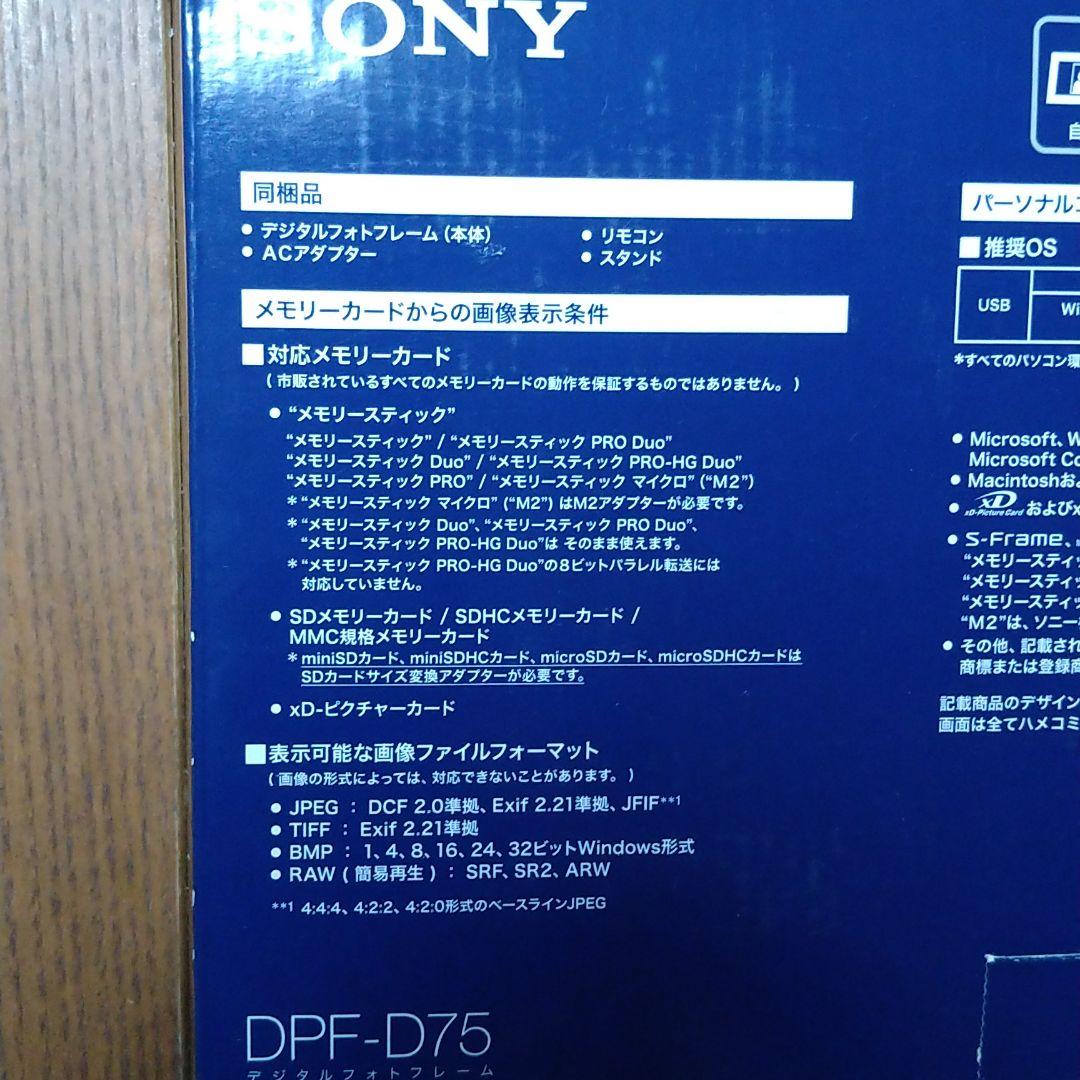 SONY
同梱品
● デジタルフォトフレーム（本体）
● ACアダプター
● リモコン
● スタンド
メモリーカードからの画像表示条件
■対応メモリーカード
（市販されているすべてのメモリーカードの動作を保証するものではありません。）
● “メモリースティック”
“メモリースティック” / “メモリースティック PRO Duo”
“メモリースティック Duo” / “メモリースティック PRO-HG Duo”
“メモリースティック PRO” / “メモリースティック マイクロ” (“M2”)
＊“メモリースティック マイクロ” (“M2”) はM2アダプターが必要です。
＊“メモリースティック Duo”、“メモリースティック PRO Duo”、
“メモリースティック PRO-HG Duo”は そのまま使えます。
＊“メモリースティック PRO-HG Duo”の8ビットパラレル転送には
対応していません。
● SDメモリーカード / SDHCメモリーカード /
MMC規格メモリーカード
＊miniSDカード、miniSDHCカード、microSDカード、microSDHCカードは
SDカードサイズ変換アダプターが必要です。
● xD-ピクチャーカード
■表示可能な画像ファイルフォーマット
（画像の形式によっては、対応できないことがあります。）
● JPEG ： DCF 2.0準拠、Exif 2.21準拠、JFIF**1
● TIFF ： Exif 2.21準拠
● BMP ： 1、4、8、16、24、32ビットWindows形式
● RAW（簡易再生）： SRF、SR2、ARW
**1 4:4:4、4:2:2、4:2:0形式のベースラインJPEG
DPF-D75
デジタルフォトフレーム
自
パーソナルコ
■推奨OS
USB
Wi
＊すべてのパソコン環
● Microsoft、W
Microsoft Co
● Macintoshおよ
● xD xD-Picture Card およびx
● S-Frame、
“メモリースティッ
“メモリースティッ
“メモリースティッ
“M2”は、ソニー
● その他、記載され
商標または登録商
記載商品のデザイン
画面は全てハメコミ